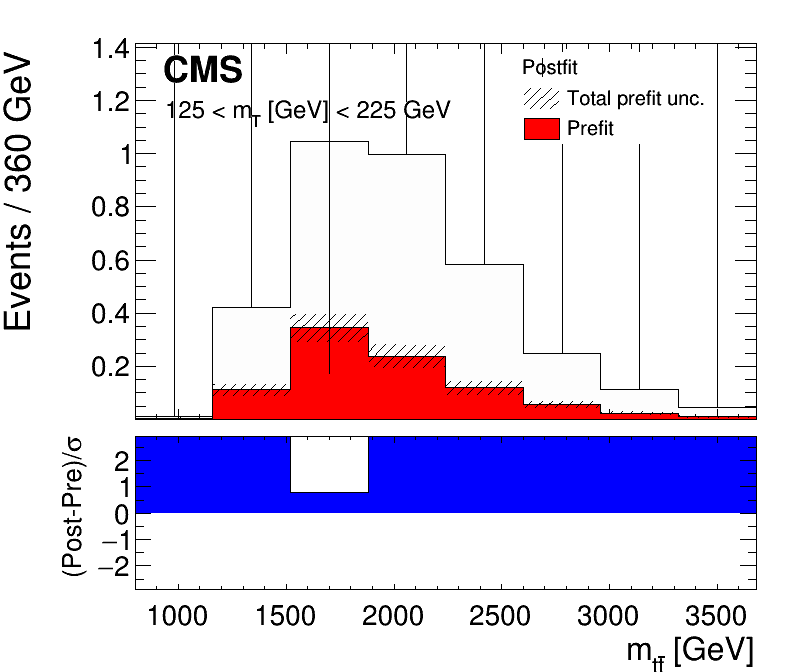 CMS
125 < m_T [GeV] < 225 GeV
Postfit
Total prefit unc.
Prefit
Events / 360 GeV
1.4
1.2
1
0.8
0.6
0.4
0.2
(Post-Pre)/σ
2
1
0
−1
−2
1000 1500 2000 2500 3000 3500
m_tt̄ [GeV]